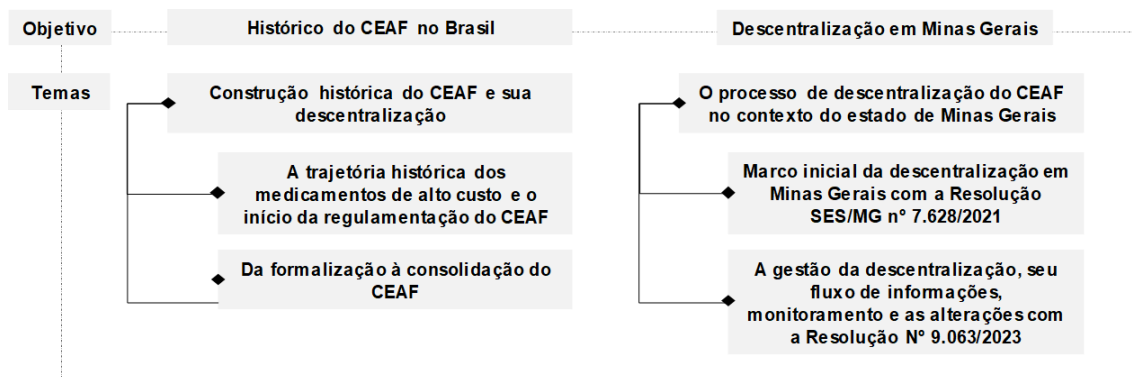 Objetivo
Histórico do CEAF no Brasil
Descentralização em Minas Gerais
Temas
Construção histórica do CEAF e sua
descentralização
A trajetória histórica dos
medicamentos de alto custo e o
início da regulamentação do CEAF
Da formalização à consolidação do
CEAF
O processo de descentralização do CEAF
no contexto do estado de Minas Gerais
Marco inicial da descentralização em
Minas Gerais com a Resolução
SES/MG nº 7.628/2021
A gestão da descentralização, seu
fluxo de informações,
monitoramento e as alterações com
a Resolução Nº 9.063/2023